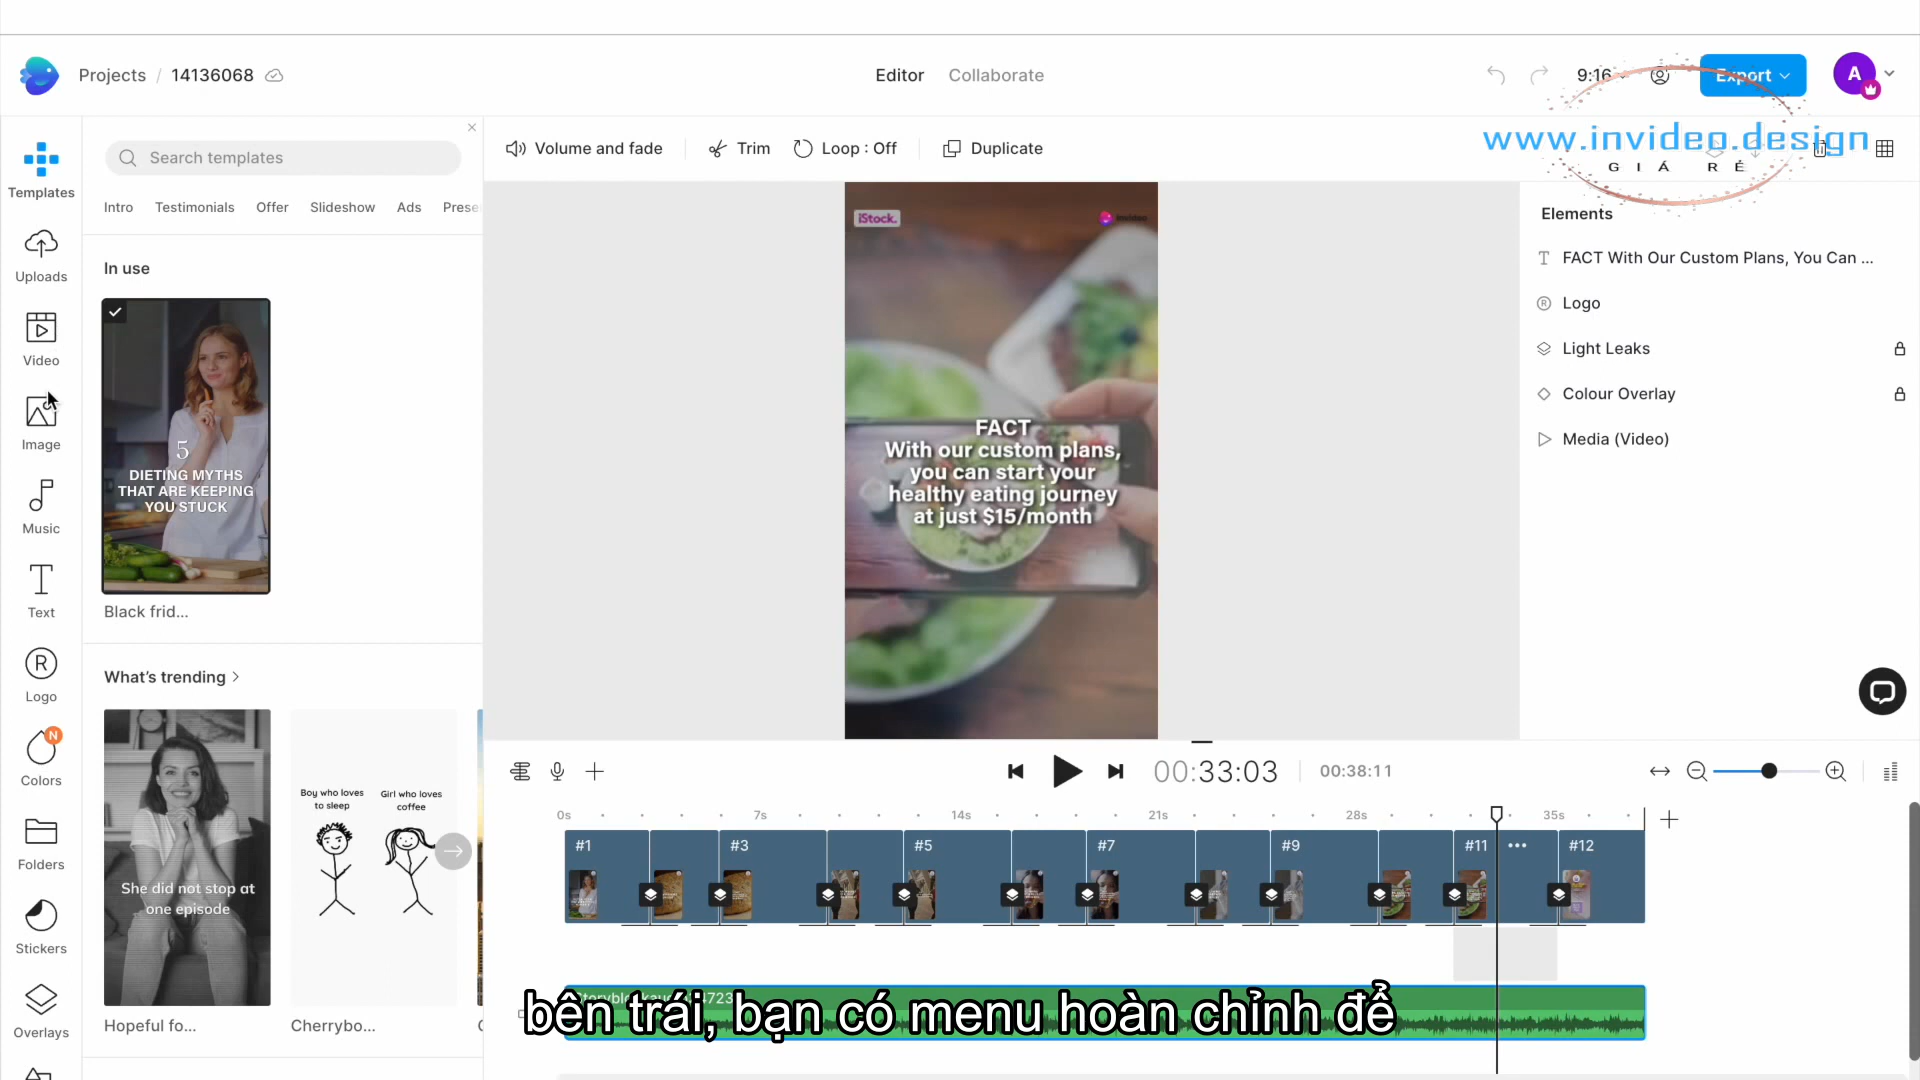 Projects / 14136068
Editor Collaborate
9:16
Export
A
www.invideo.design
GIÁ RẺ
Templates
Uploads
Video
Image
Music
Text
Logo
N
Colors
Folders
Stickers
Overlays
Search templates
Intro Testimonials Offer Slideshow Ads Prese
In use
5
DIETING MYTHS
THAT ARE KEEPING
YOU STUCK
Black frid...
What's trending >
She did not stop at
one episode
Hopeful fo...
Boy who loves
to sleep
Girl who loves
coffee
Cherrybo...
Volume and fade Trim Loop : Off Duplicate
iStock.
invideo
FACT
With our custom plans,
you can start your
healthy eating journey
at just $15/month
Elements
FACT With Our Custom Plans, You Can ...
Logo
Light Leaks
Colour Overlay
Media (Video)
00:33:03 00:38:11
0s 7s 14s 21s 28s 35s
#1 #3 #5 #7 #9 #11 ••• #12
bên trái, bạn có menu hoàn chỉnh để